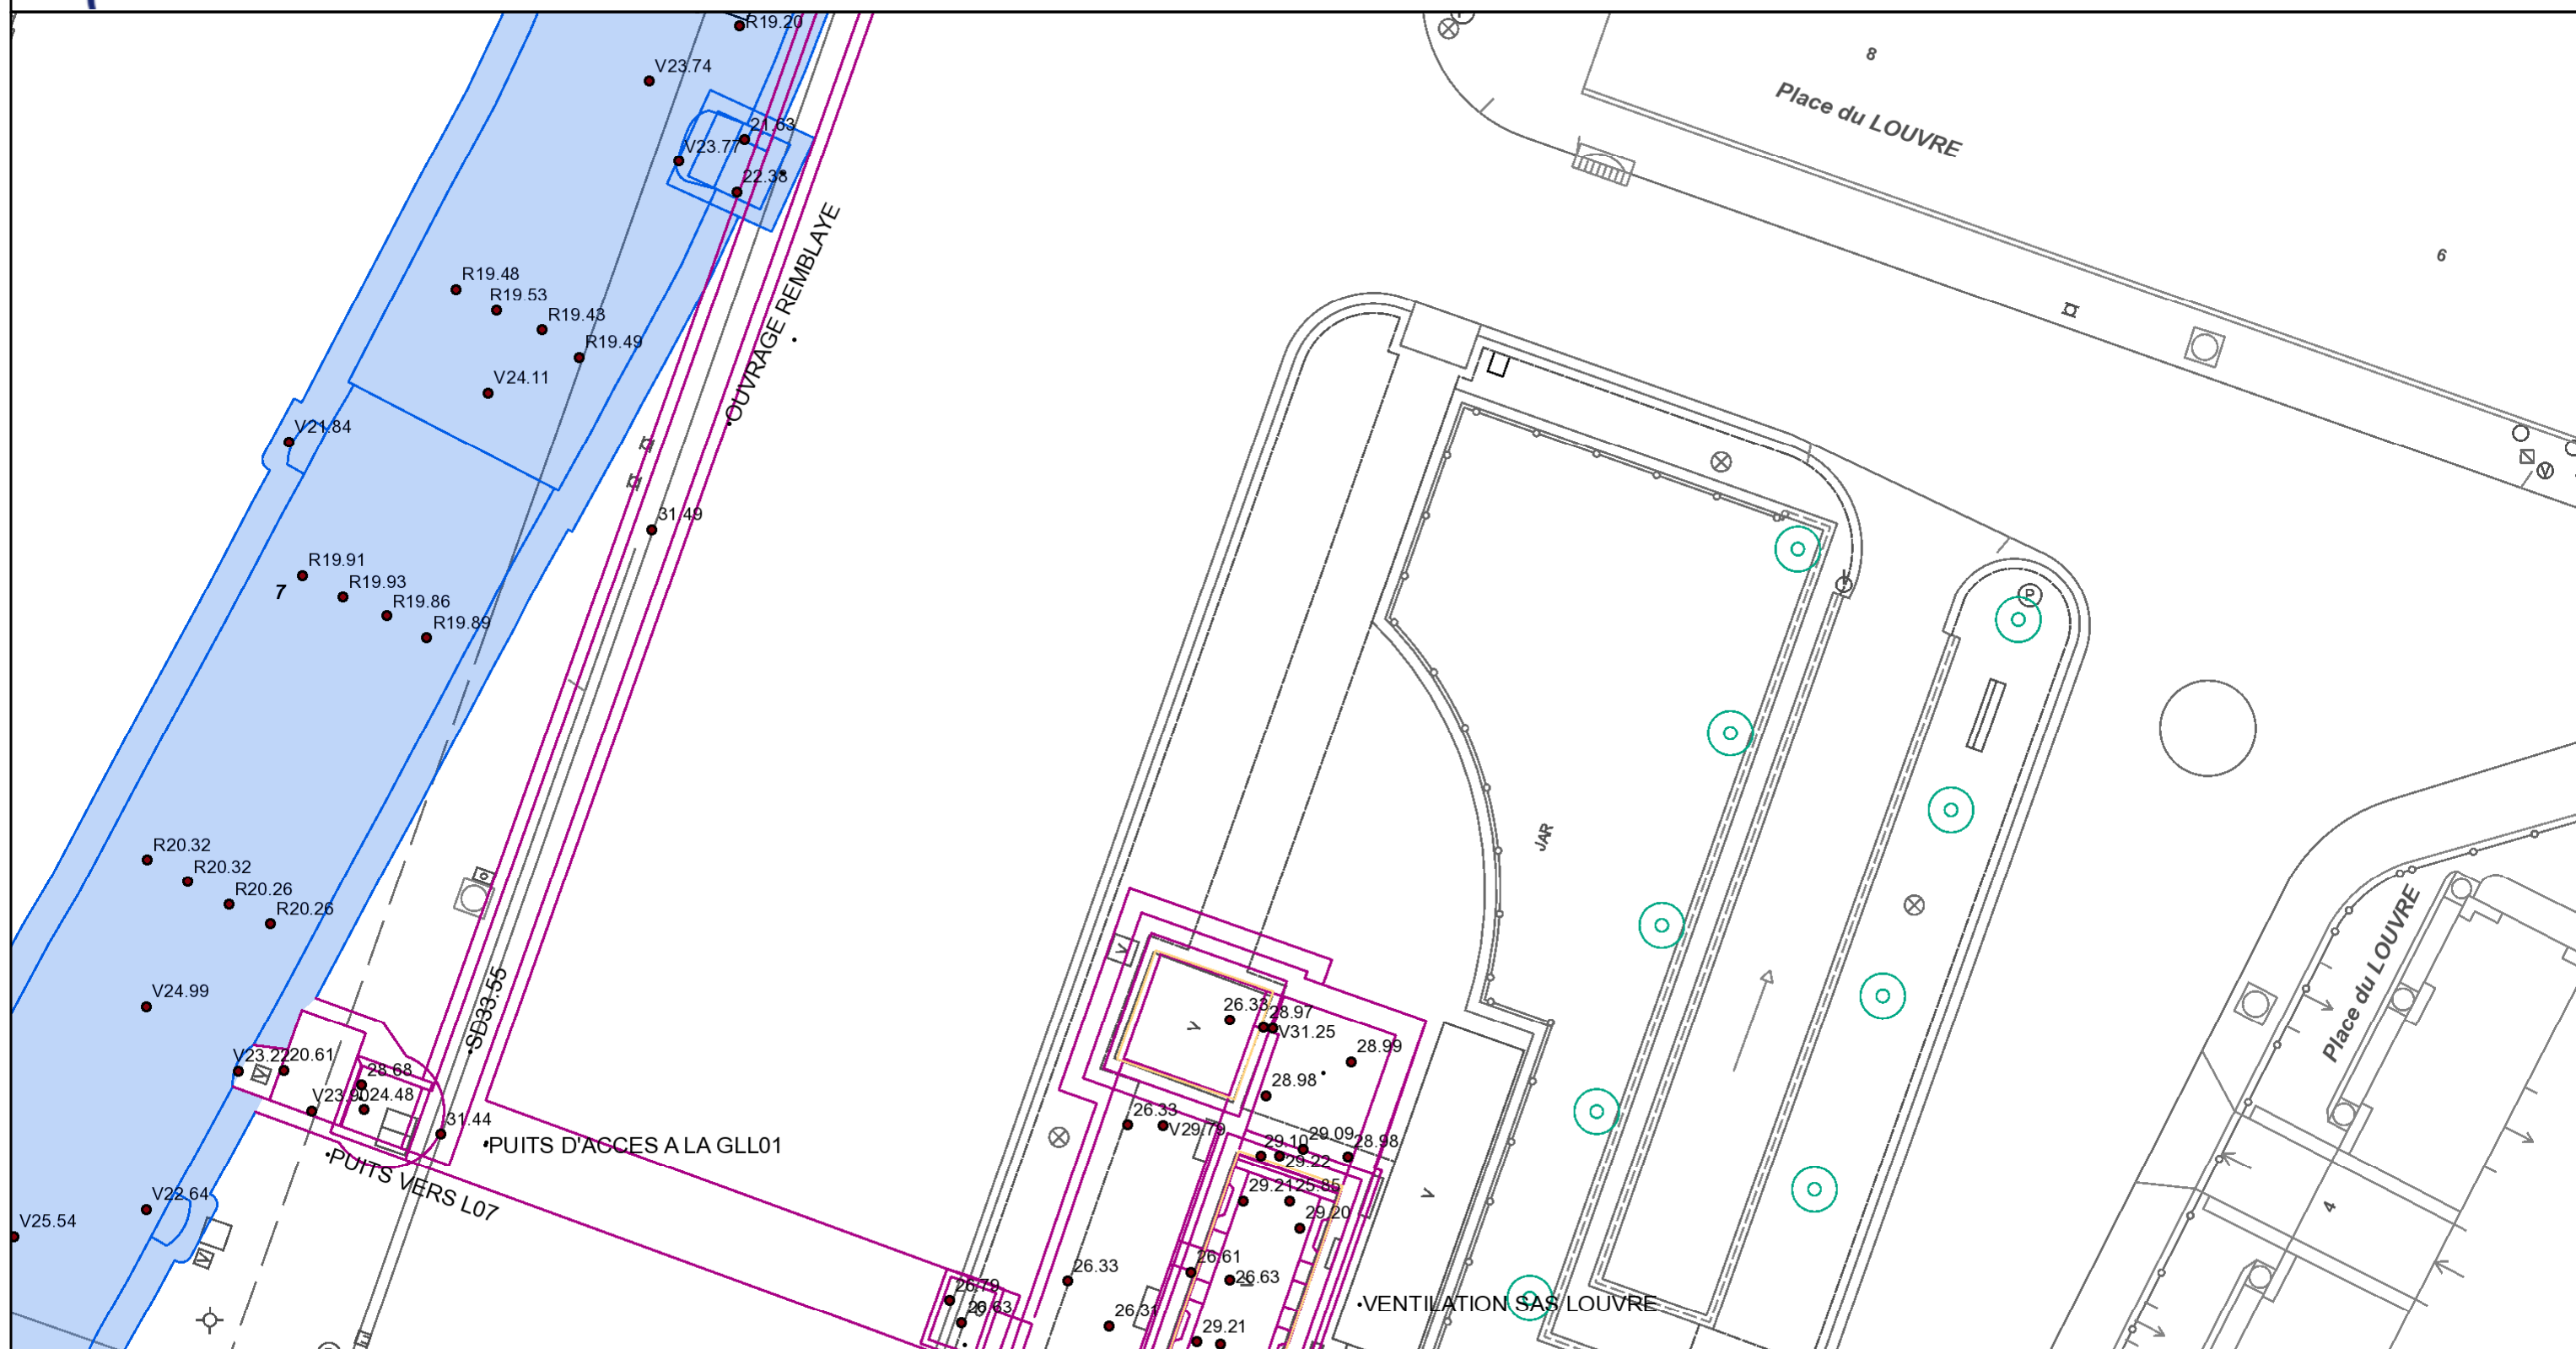 R19.20
V23.74
8
Place du LOUVRE
21.63
V23.77
22.38
6
OUVRAGE REMBLAYE
R19.48
R19.53
R19.43
R19.49
V24.11
V21.84
31.49
R19.91
7
R19.93
R19.86
R19.89
P
V
JAR
R20.32
R20.32
R20.26
R20.26
V24.99
SD33.55
Place du LOUVRE
V
V
26.33
28.97
V31.25
28.99
28.98
V23.22
20.61
V
28.68
V23.90
24.48
31.44
26.33
V29.79
PUITS D'ACCES A LA GLL01
PUITS VERS L07
29.10
29.09
28.98
29.22
29.21
25.85
29.20
V
4
V22.64
V25.54
V
26.61
26.63
26.33
26.79
26.31
29.21
VENTILATION SAS LOUVRE